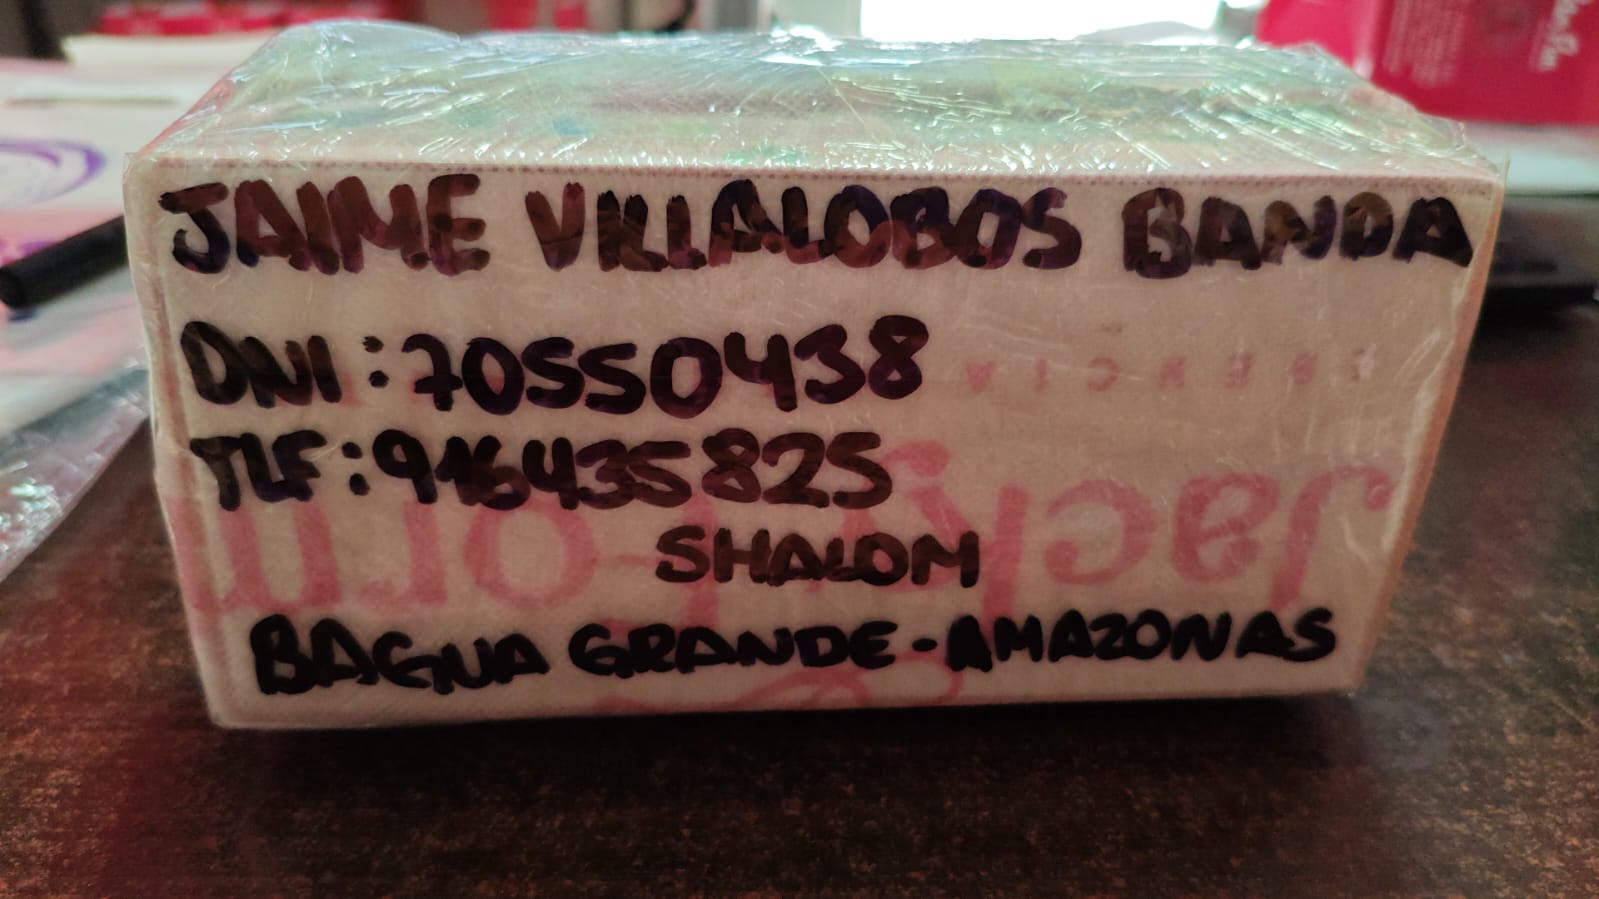 JAIME VILLALOBOS BANDA
DNI : 70550438
TLF : 916435825
SHALOM
BAGUA GRANDE - AMAZONAS